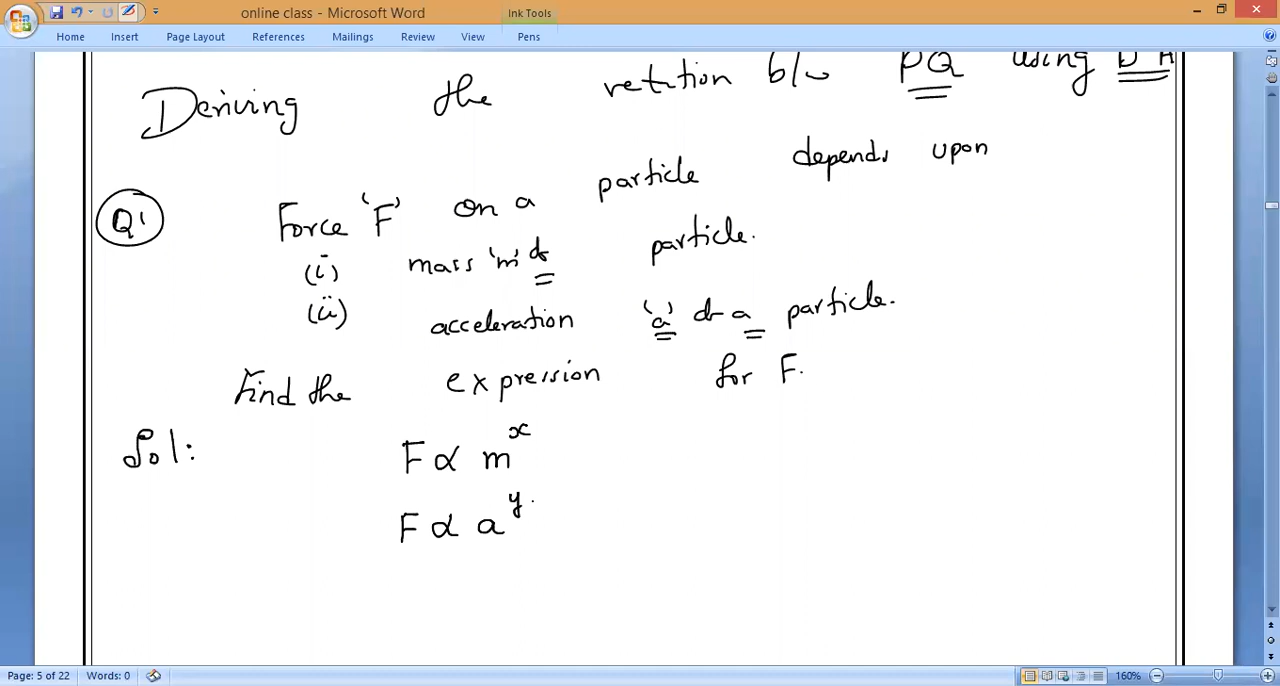 online class - Microsoft Word
Ink Tools
Home Insert Page Layout References Mailings Review View Pens
Deriving the relation b/w PQ using D A
Q1 Force 'F' on a particle depends upon
(i) mass 'm' of particle.
(ii) acceleration 'a' of a particle.
Find the expression for F.
Sol: F ∝ m^x
F ∝ a^y.
Page: 5 of 22 Words: 0 160%